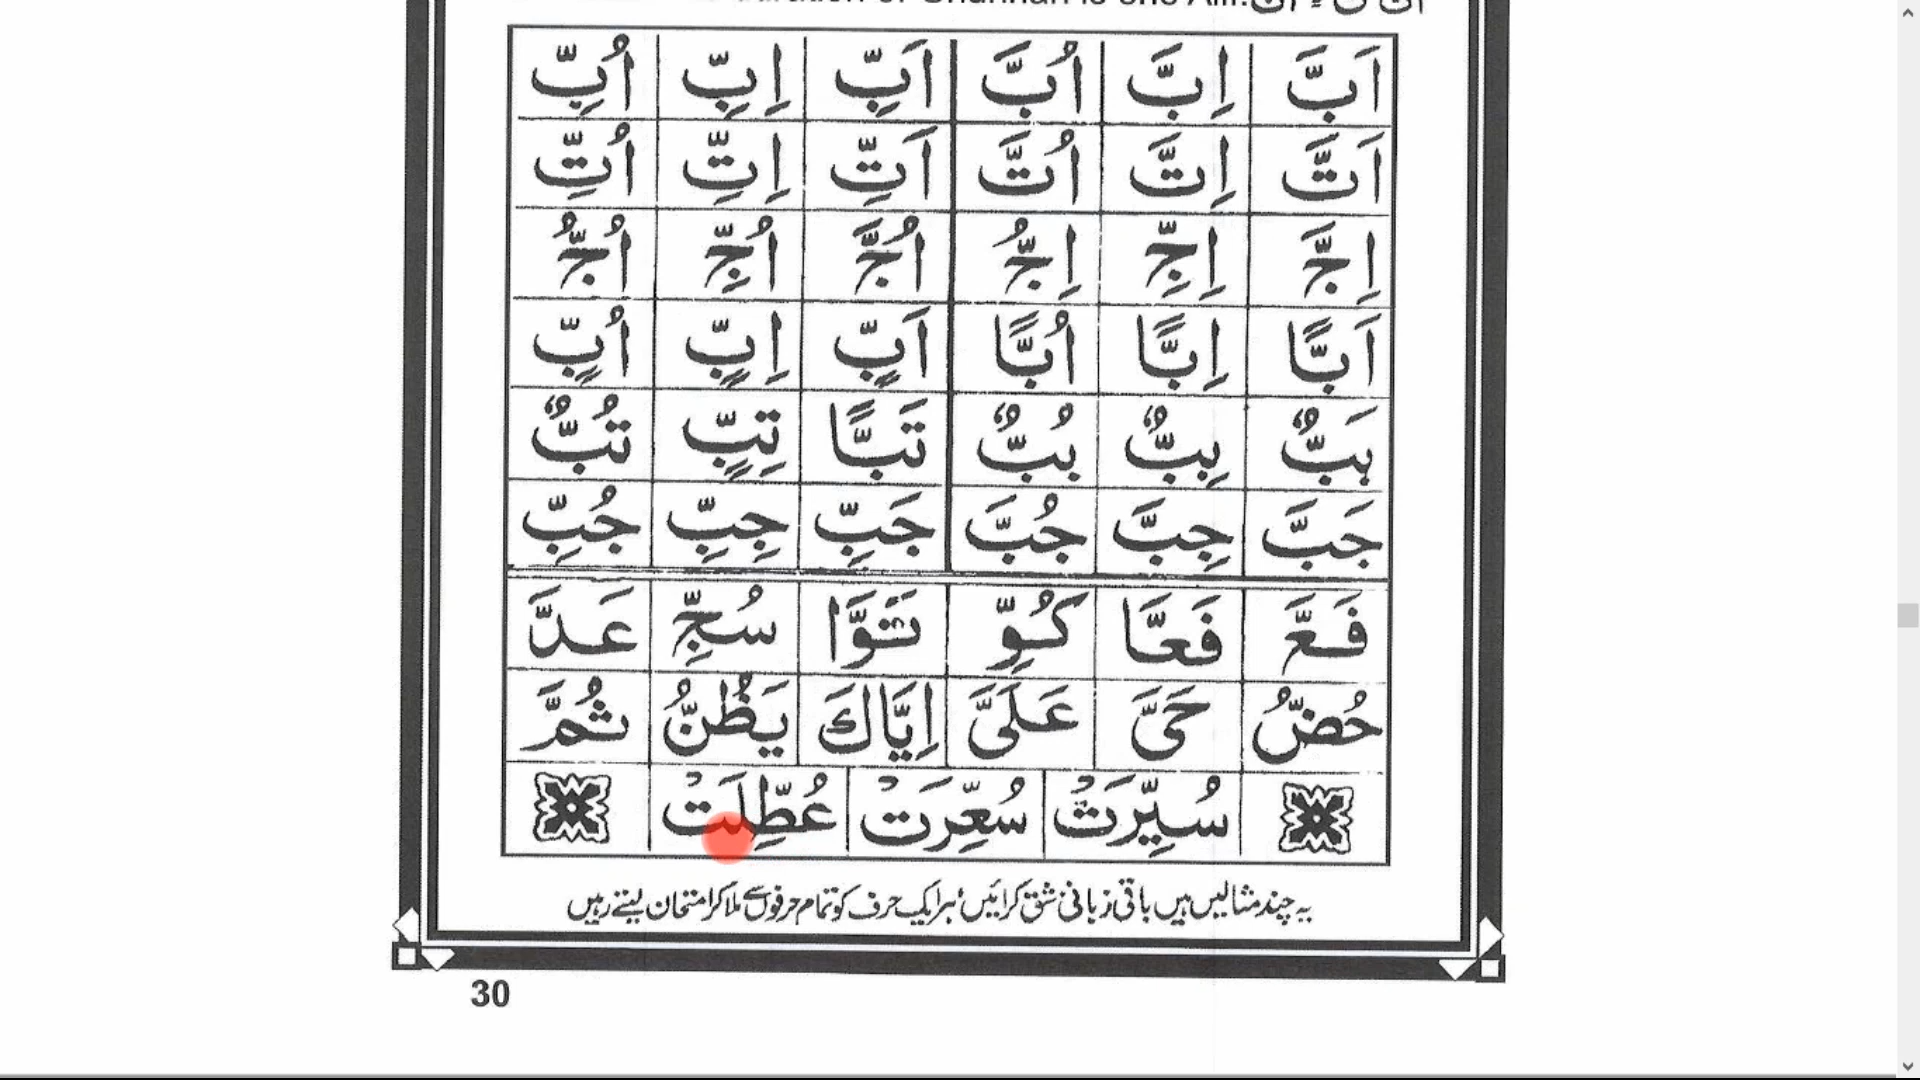 اَبَّ اِبَّ اُبَّ اَبِّ اِبِّ اُبِّ
اَتَّ اِتَّ اُتَّ اَتِّ اِتِّ اُتِّ
اِجَّ اِجِّ اِجُّ اُجَّ اُجِّ اُجُّ
اَبًّا اِبًّا اُبًّا اَبٍّ اِبٍّ اُبٍّ
بَبٌّ بِبٌّ بُبٌّ تَبًّا تِبٍّ تُبٌّ
جَبَّ جِبَّ جُبَّ جَبِّ جِبِّ جُبِّ
فَعَّ فَعَّا كُوِّ تَوَّا سُجِّ عَدَّ
حُضُّ حَيَّ عَلَيَّ اِيَّاكَ يَظُنُّ ثُمَّ
سُيِّرَتْ سُعِّرَتْ عُطِّلَتْ
یہ چند مثالیں ہیں باقی زبانی مشق کرائیں، ہر ایک حرف کو تمام حرفوں سے ملا کر امتحان لیتے رہیں
30